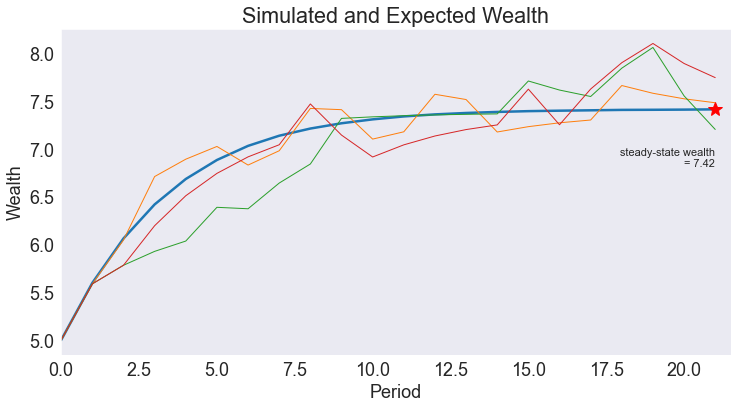 Simulated and Expected Wealth
8.0
7.5
7.0
6.5
6.0
5.5
5.0
Wealth
steady-state wealth
= 7.42
0.0 2.5 5.0 7.5 10.0 12.5 15.0 17.5 20.0
Period